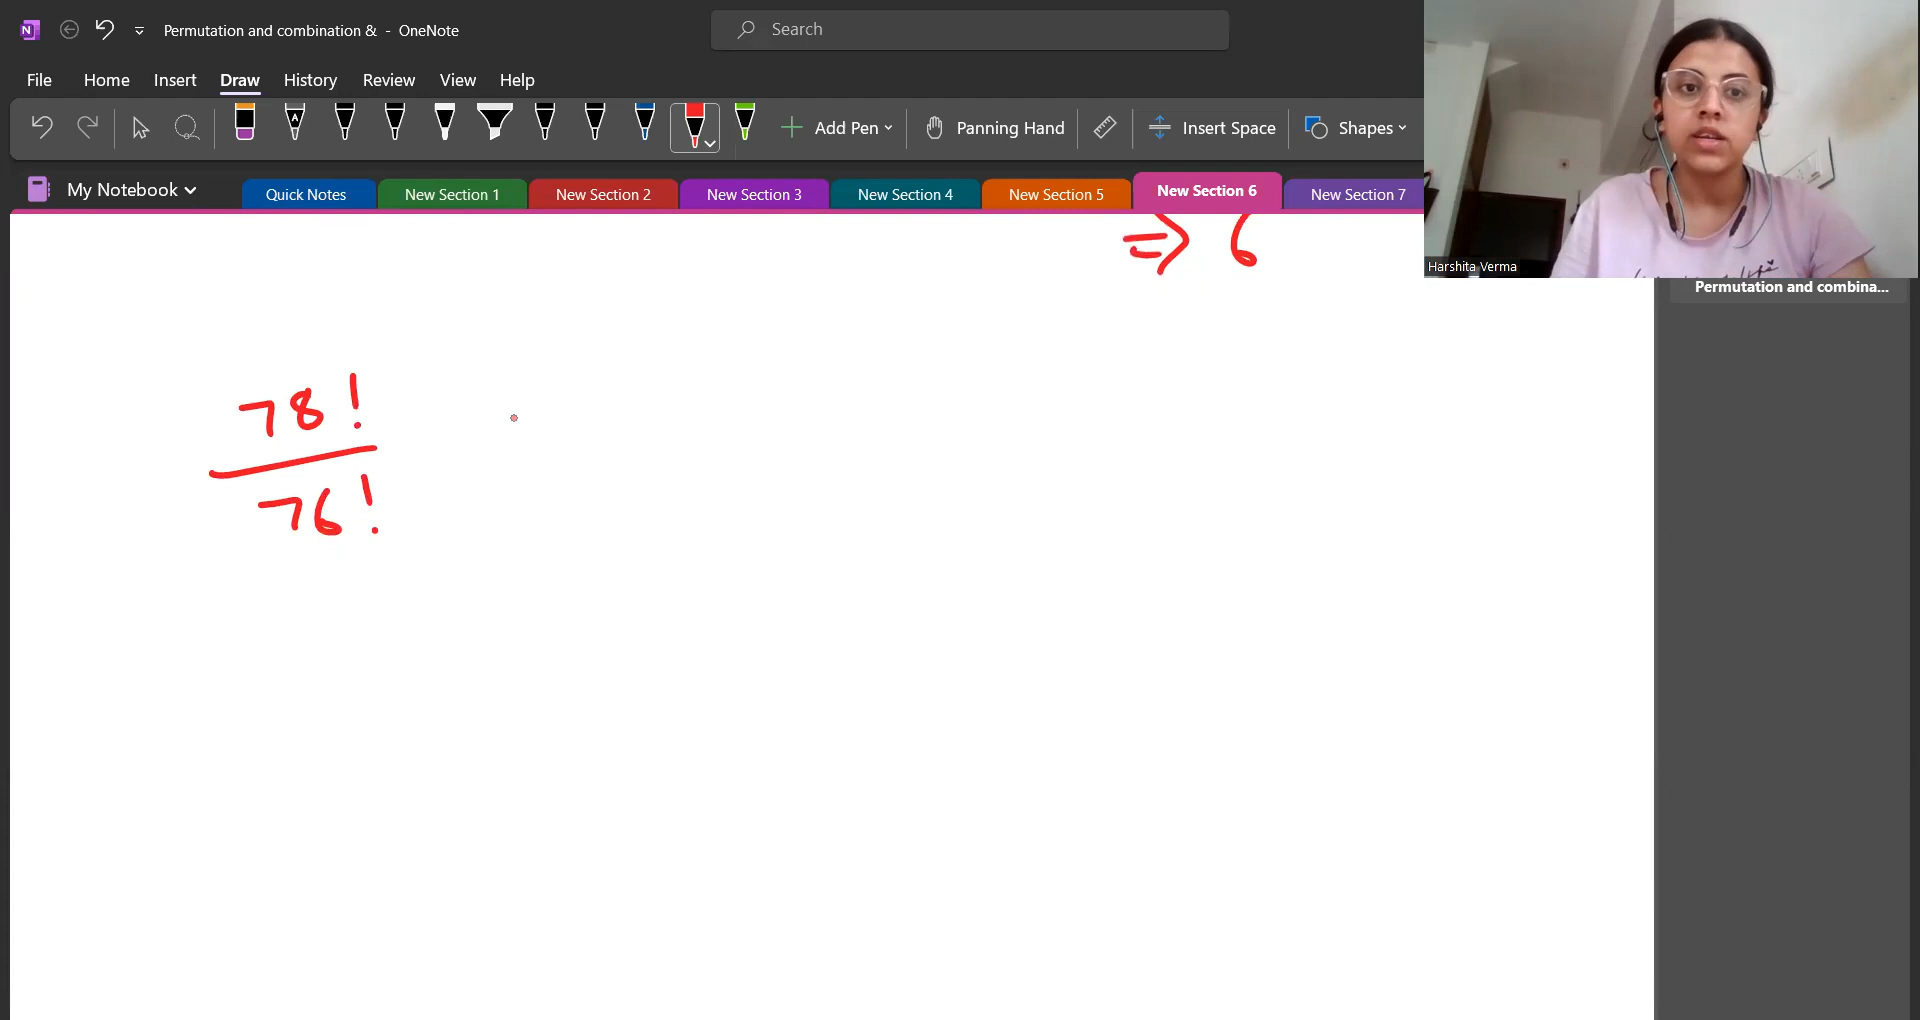 Permutation and combination & - OneNote
Search
File Home Insert Draw History Review View Help
A
Add Pen Panning Hand Insert Space Shapes
My Notebook Quick Notes New Section 1 New Section 2 New Section 3 New Section 4 New Section 5 New Section 6 New Section 7
Harshita Verma
Permutation and combina...
⇒ 6
78!
76!